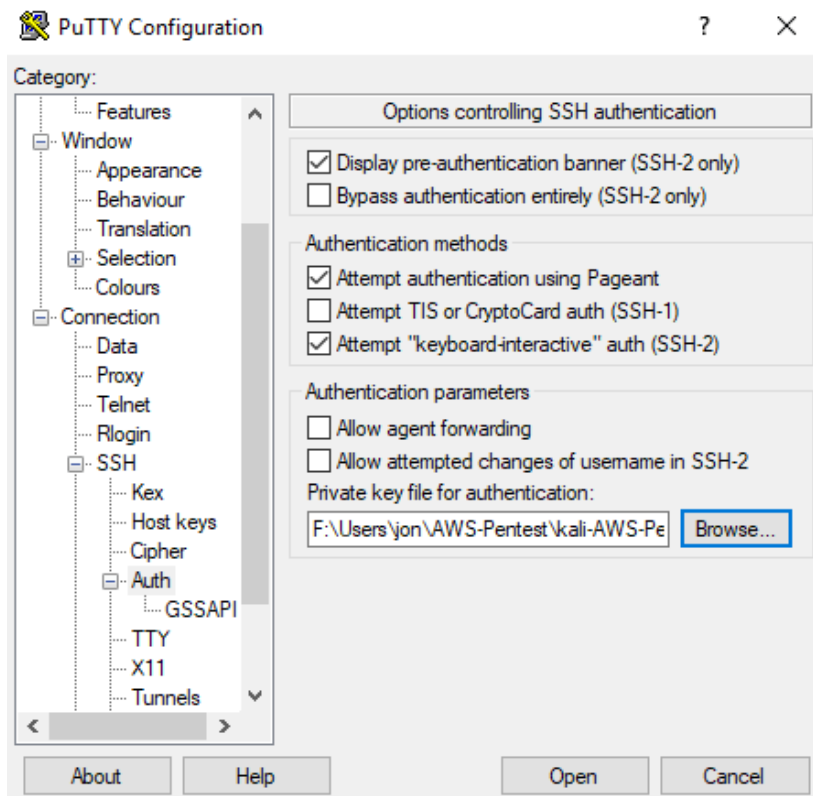 PuTTY Configuration
?
Category:
Features
Window
Appearance
Behaviour
Translation
Selection
Colours
Connection
Data
Proxy
Telnet
Rlogin
SSH
Kex
Host keys
Cipher
Auth
GSSAPI
TTY
X11
Tunnels
Options controlling SSH authentication
Display pre-authentication banner (SSH-2 only)
Bypass authentication entirely (SSH-2 only)
Authentication methods
Attempt authentication using Pageant
Attempt TIS or CryptoCard auth (SSH-1)
Attempt "keyboard-interactive" auth (SSH-2)
Authentication parameters
Allow agent forwarding
Allow attempted changes of username in SSH-2
Private key file for authentication:
F:\Users\jon\AWS-Pentest\kali-AWS-Pe Browse...
About Help Open Cancel